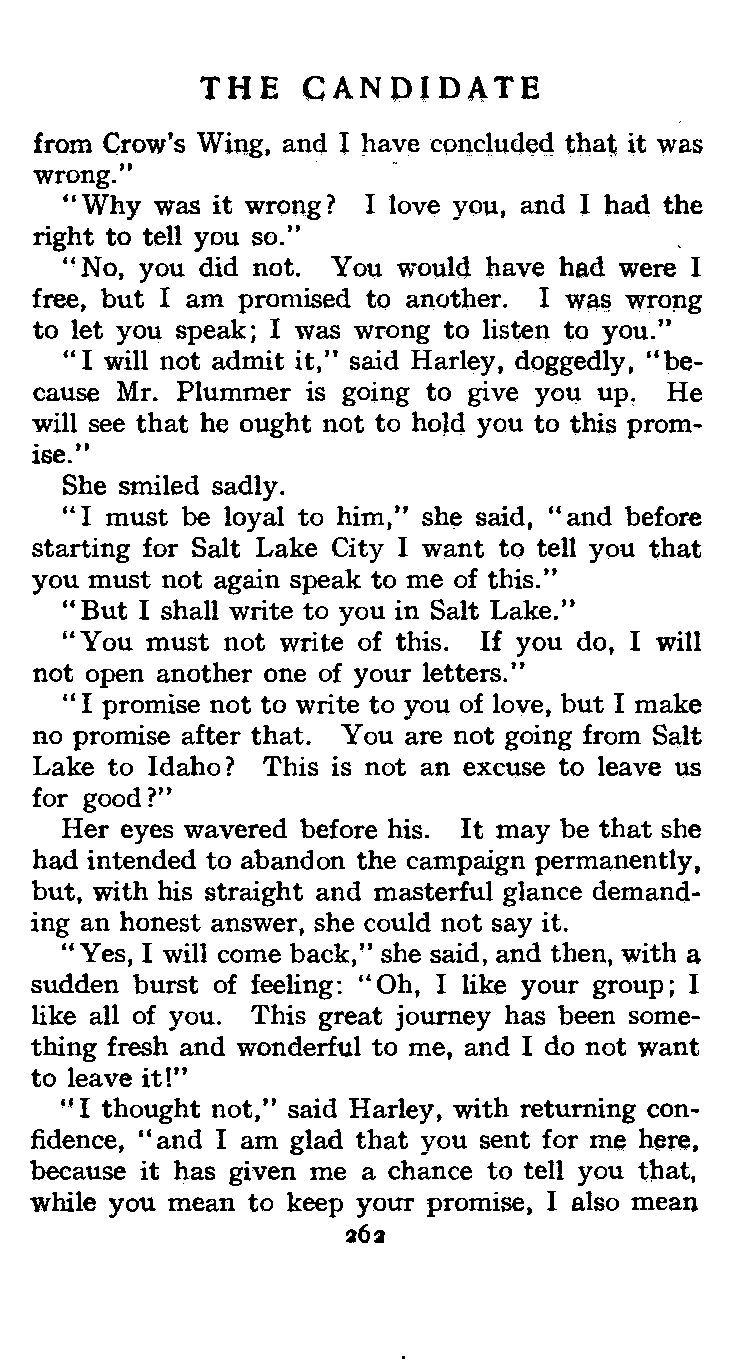 THE CANDIDATE
from Crow's Wing, and I have concluded that it was
wrong."
"Why was it wrong? I love you, and I had the
right to tell you so."
"No, you did not. You would have had were I
free, but I am promised to another. I was wrong
to let you speak; I was wrong to listen to you."
"I will not admit it," said Harley, doggedly, "be-
cause Mr. Plummer is going to give you up. He
will see that he ought not to hold you to this prom-
ise."
She smiled sadly.
"I must be loyal to him," she said, "and before
starting for Salt Lake City I want to tell you that
you must not again speak to me of this."
"But I shall write to you in Salt Lake."
"You must not write of this. If you do, I will
not open another one of your letters."
"I promise not to write to you of love, but I make
no promise after that. You are not going from Salt
Lake to Idaho? This is not an excuse to leave us
for good?"
Her eyes wavered before his. It may be that she
had intended to abandon the campaign permanently,
but, with his straight and masterful glance demand-
ing an honest answer, she could not say it.
"Yes, I will come back," she said, and then, with a
sudden burst of feeling: "Oh, I like your group; I
like all of you. This great journey has been some-
thing fresh and wonderful to me, and I do not want
to leave it!"
"I thought not," said Harley, with returning con-
fidence, "and I am glad that you sent for me here,
because it has given me a chance to tell you that,
while you mean to keep your promise, I also mean
262